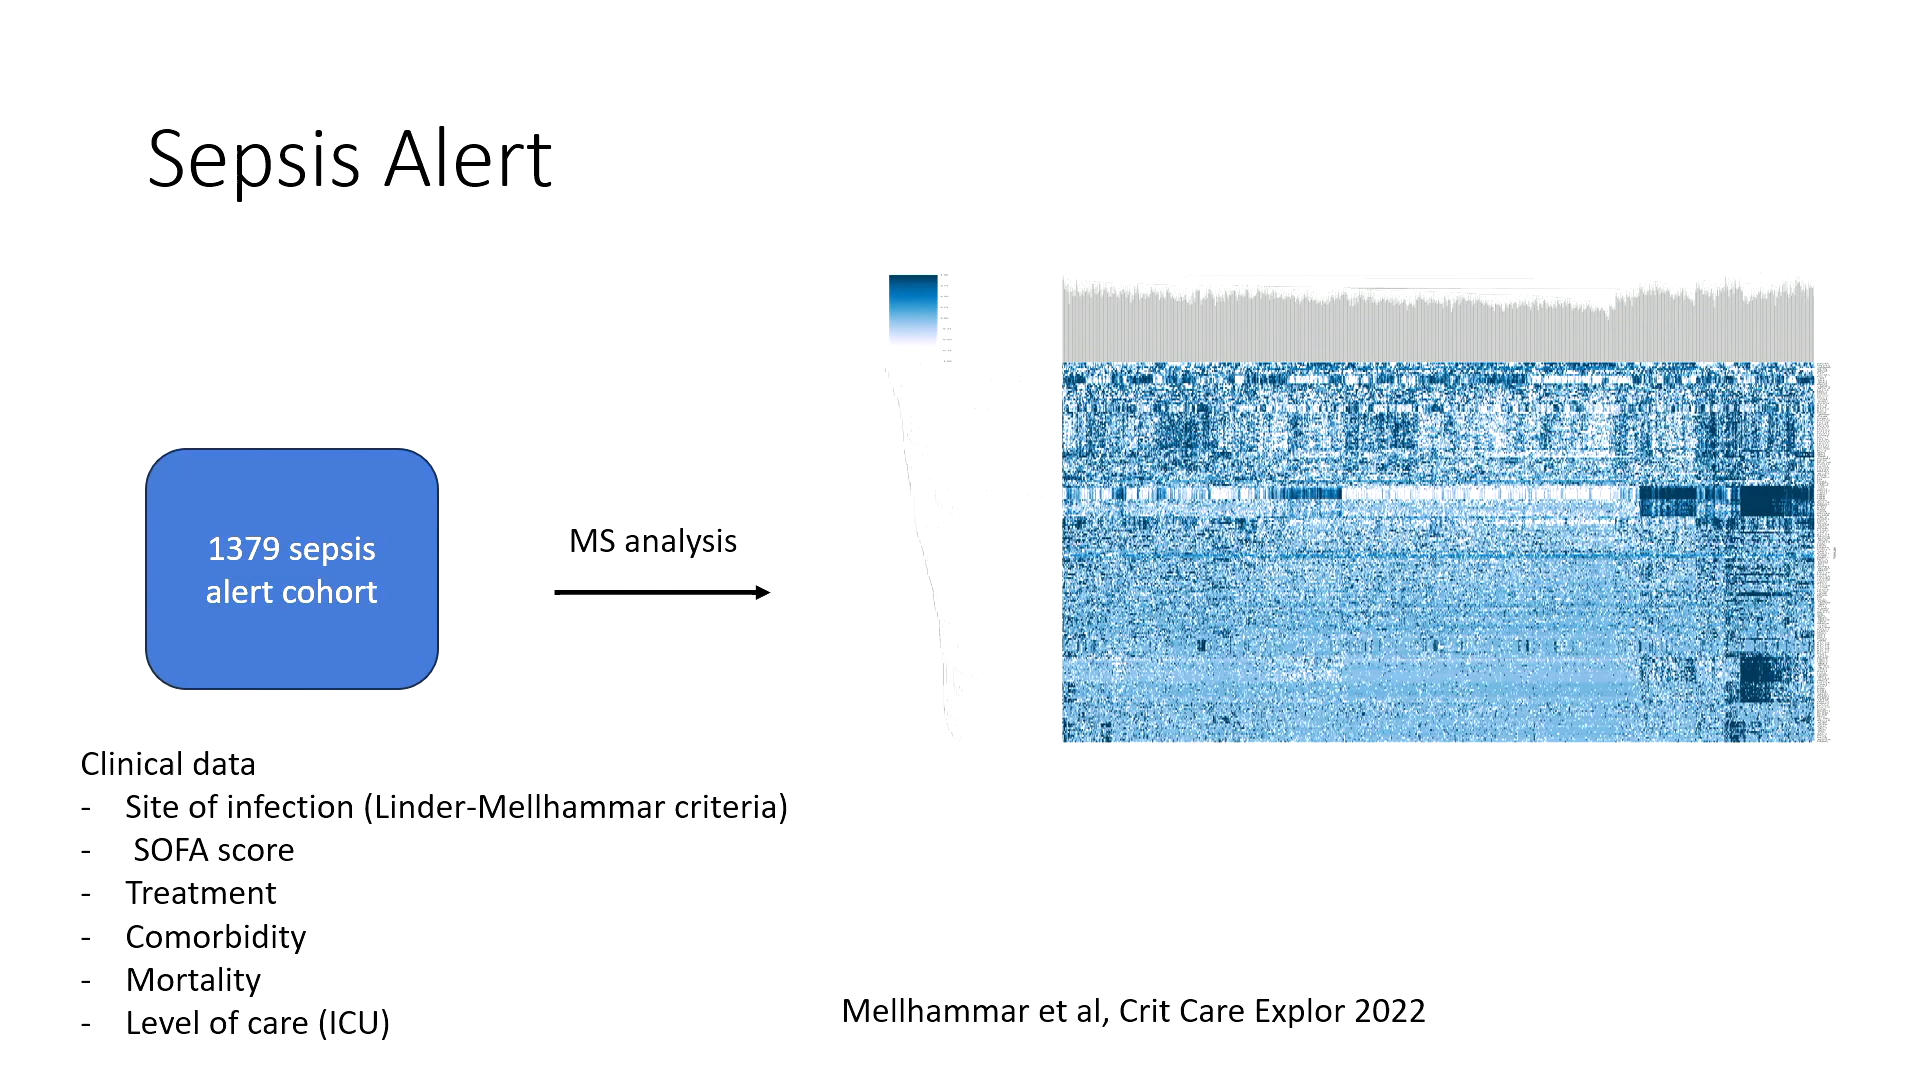 Sepsis Alert
1379 sepsis
alert cohort
MS analysis
Clinical data
- Site of infection (Linder-Mellhammar criteria)
- SOFA score
- Treatment
- Comorbidity
- Mortality
- Level of care (ICU)
Mellhammar et al, Crit Care Explor 2022